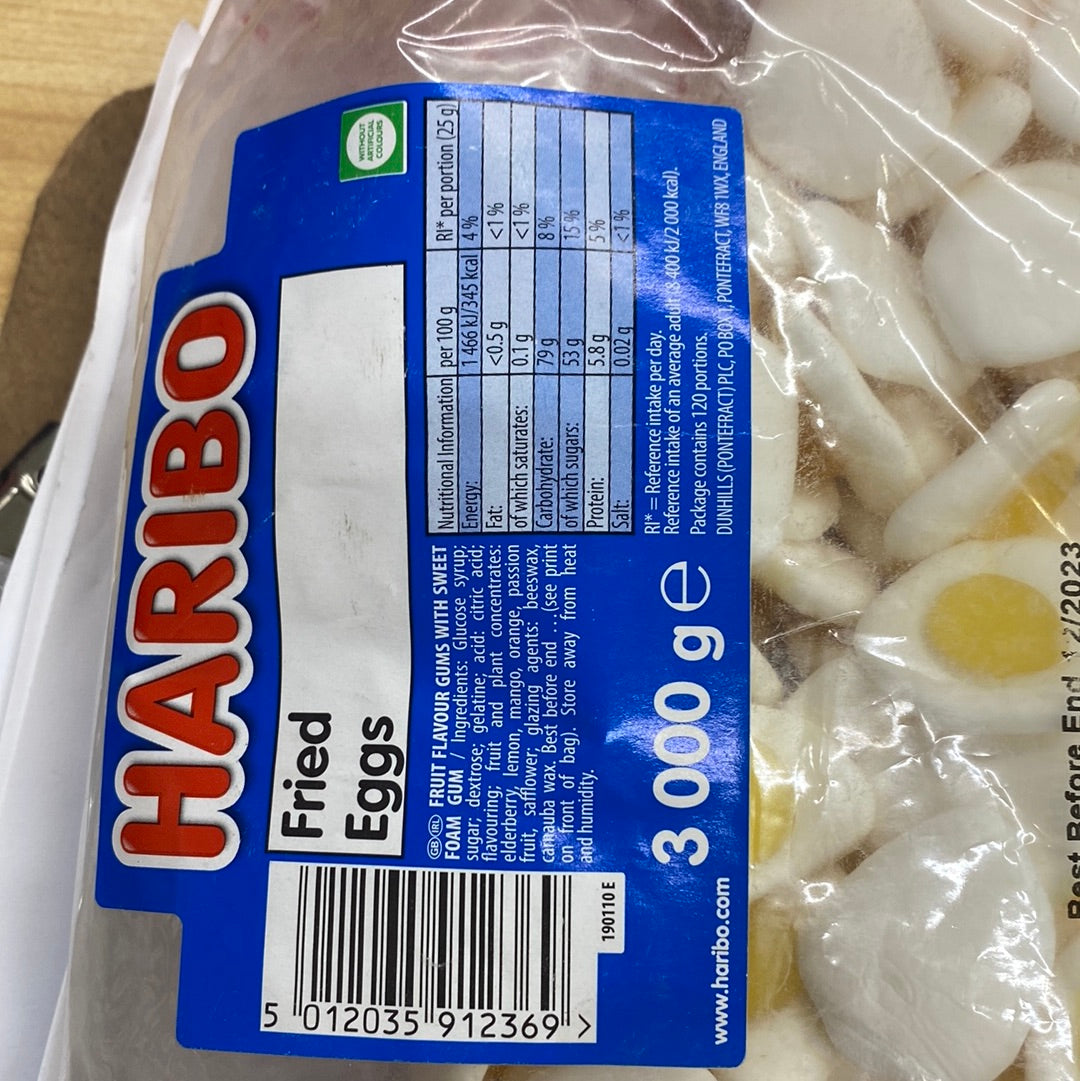 HARIBO
WITHOUT
ARTIFICIAL
COLOURS
Fried
Eggs
GB IRL FRUIT FLAVOUR GUMS WITH SWEET
FOAM GUM / Ingredients: Glucose syrup;
sugar; dextrose; gelatine; acid: citric acid;
flavouring; fruit and plant concentrates:
elderberry, lemon, mango, orange, passion
fruit, safflower; glazing agents: beeswax,
carnauba wax. Best before end ... (see print
on front of bag). Store away from heat
and humidity.
Nutritional Information per 100 g RI* per portion (25 g)
Energy: 1 466 kJ/345 kcal 4 %
Fat: <0.5 g <1 %
of which saturates: 0.1 g <1 %
Carbohydrate: 79 g 8 %
of which sugars: 53 g 15 %
Protein: 5.8 g 5 %
Salt: 0.02 g <1 %
RI* = Reference intake per day.
Reference intake of an average adult (8 400 kJ/2 000 kcal).
Package contains 120 portions.
DUNHILLS (PONTEFRACT) PLC, PO BOX 1, PONTEFRACT, WF8 1WX, ENGLAND
3 000 g e
5 012035 912369 >
190110 E
www.haribo.com
Best Before End 12/2023